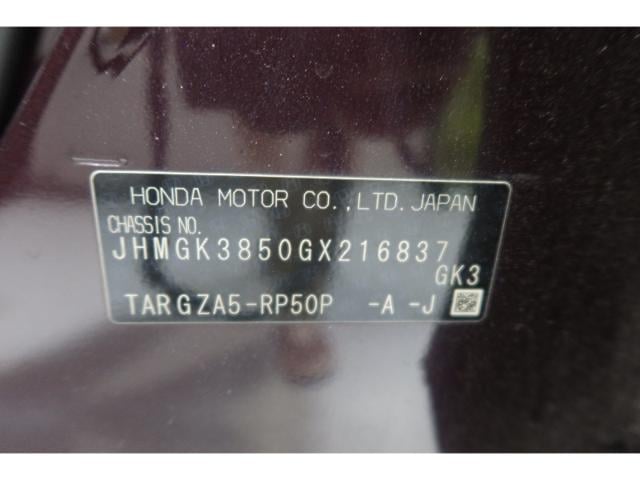 HONDA MOTOR CO.,LTD.JAPAN
CHASSIS NO.
JHMGK3850GX216837
GK3
TARGZA5-RP50P -A -J